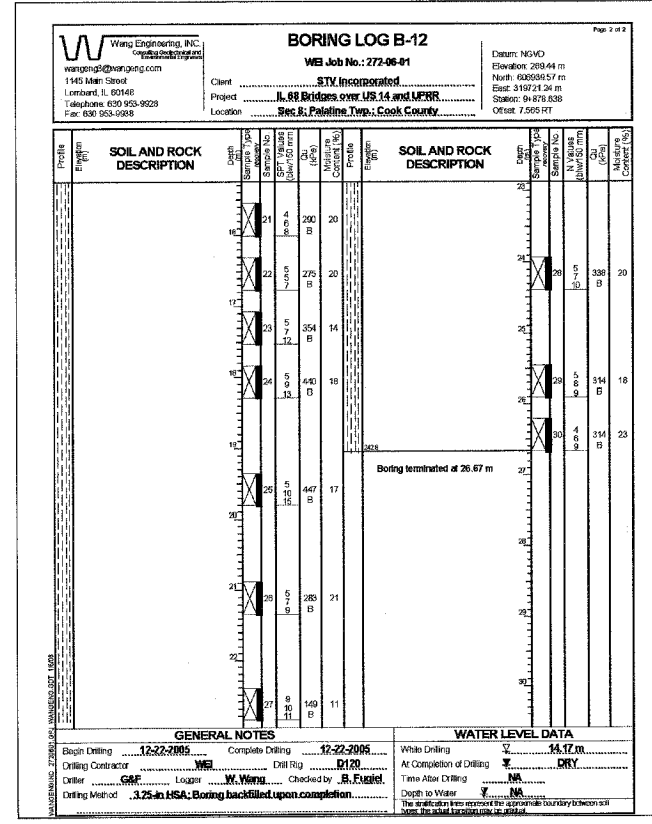 Page 2 of 2
Wang Engineering, INC.
Consulting Geotechnical and
Environmental Engineers
wangeng3@wangeng.com
1145 Main Street
Lombard, IL 60148
Telephone: 630 953-9928
Fax: 630 953-9938
BORING LOG B-12
WEI Job No.: 272-06-01
Client STV Incorporated
Project IL 68 Bridges over US 14 and UPRR
Location Sec 8; Palatine Twp.; Cook County
Datum: NGVD
Elevation: 269.44 m
North: 606939.57 m
East: 319721.24 m
Station: 9+878.838
Offset: 7.565 RT
Profile
Elevation (m)
SOIL AND ROCK DESCRIPTION
Depth (m)
Sample Type
recovery
Sample No.
SPT Values (blw/150 mm)
Qu (kPa)
Moisture Content (%)
Profile
Elevation (m)
SOIL AND ROCK DESCRIPTION
Depth (m)
Sample Type
recovery
Sample No.
N Values (blw/150 mm)
Qu (kPa)
Moisture Content (%)
16
21 4 6 8 290 B 20
22 5 5 7 275 B 20
17
23 5 7 12 354 B 14
18
24 5 9 13 440 B 18
19
25 5 10 15 447 B 17
20
21
26 5 7 9 283 B 21
22
27 9 10 11 149 B 11
23
24
28 5 7 10 338 B 20
25
29 5 8 9 314 B 18
26
30 4 6 9 314 B 23
242.8
Boring terminated at 26.67 m
27
28
29
30
GENERAL NOTES
Begin Drilling 12-22-2005 Complete Drilling 12-22-2005
Drilling Contractor WEI Drill Rig D120
Driller G&F Logger W. Wang Checked by B. Fugiel
Drilling Method 3.25-in HSA; Boring backfilled upon completion
WATER LEVEL DATA
While Drilling 14.17 m
At Completion of Drilling DRY
Time After Drilling NA
Depth to Water NA
The stratification lines represent the approximate boundary between soil
types; the actual transition may be gradual.